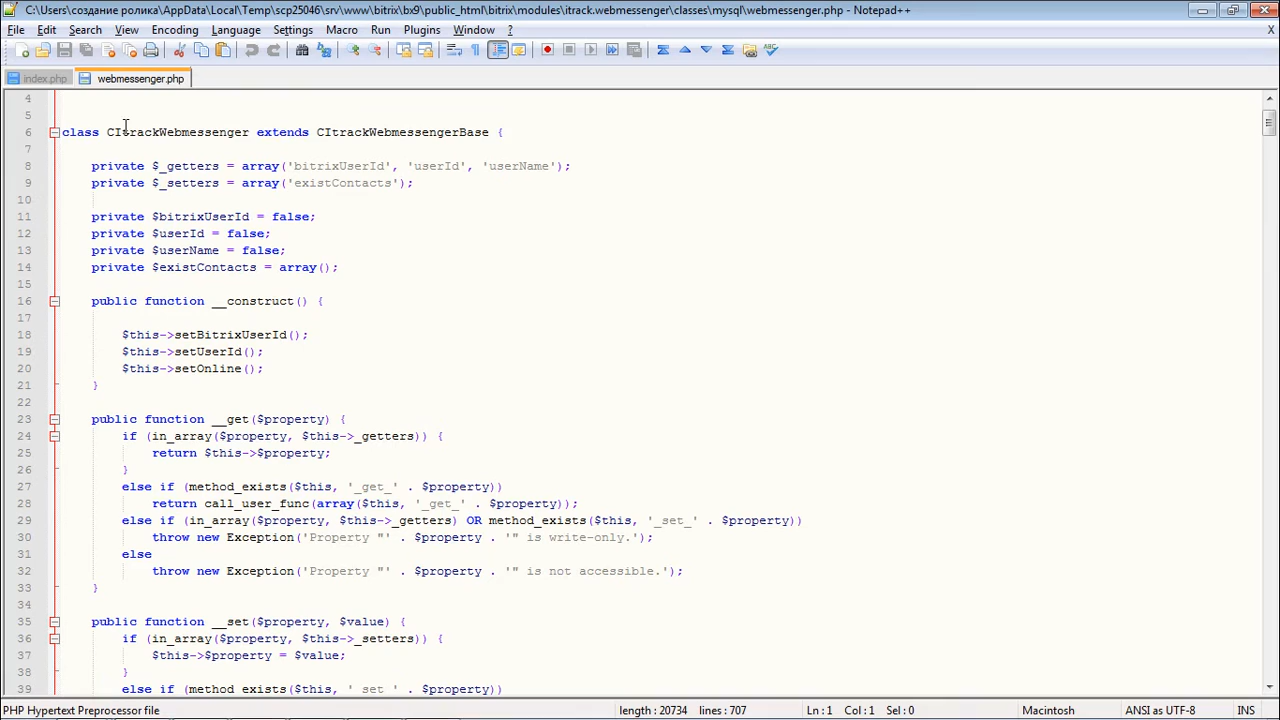 C:\Users\создание ролика\AppData\Local\Temp\scp25046\srv\www\bitrix\bx9\public_html\bitrix\modules\itrack.webmessenger\classes\mysql\webmessenger.php - Notepad++
File Edit Search View Encoding Language Settings Macro Run Plugins Window ? X
index.php webmessenger.php
4
5
6 class CItrackWebmessenger extends CItrackWebmessengerBase {
7
8 private $_getters = array('bitrixUserId', 'userId', 'userName');
9 private $_setters = array('existContacts');
10
11 private $bitrixUserId = false;
12 private $userId = false;
13 private $userName = false;
14 private $existContacts = array();
15
16 public function __construct() {
17
18 $this->setBitrixUserId();
19 $this->setUserId();
20 $this->setOnline();
21 }
22
23 public function __get($property) {
24 if (in_array($property, $this->_getters)) {
25 return $this->$property;
26 }
27 else if (method_exists($this, '_get_' . $property))
28 return call_user_func(array($this, '_get_' . $property));
29 else if (in_array($property, $this->_getters) OR method_exists($this, '_set_' . $property))
30 throw new Exception('Property "' . $property . '" is write-only.');
31 else
32 throw new Exception('Property "' . $property . '" is not accessible.');
33 }
34
35 public function __set($property, $value) {
36 if (in_array($property, $this->_setters)) {
37 $this->$property = $value;
38 }
39 else if (method_exists($this, '_set_' . $property))
PHP Hypertext Preprocessor file length : 20734 lines : 707 Ln : 1 Col : 1 Sel : 0 Macintosh ANSI as UTF-8 INS